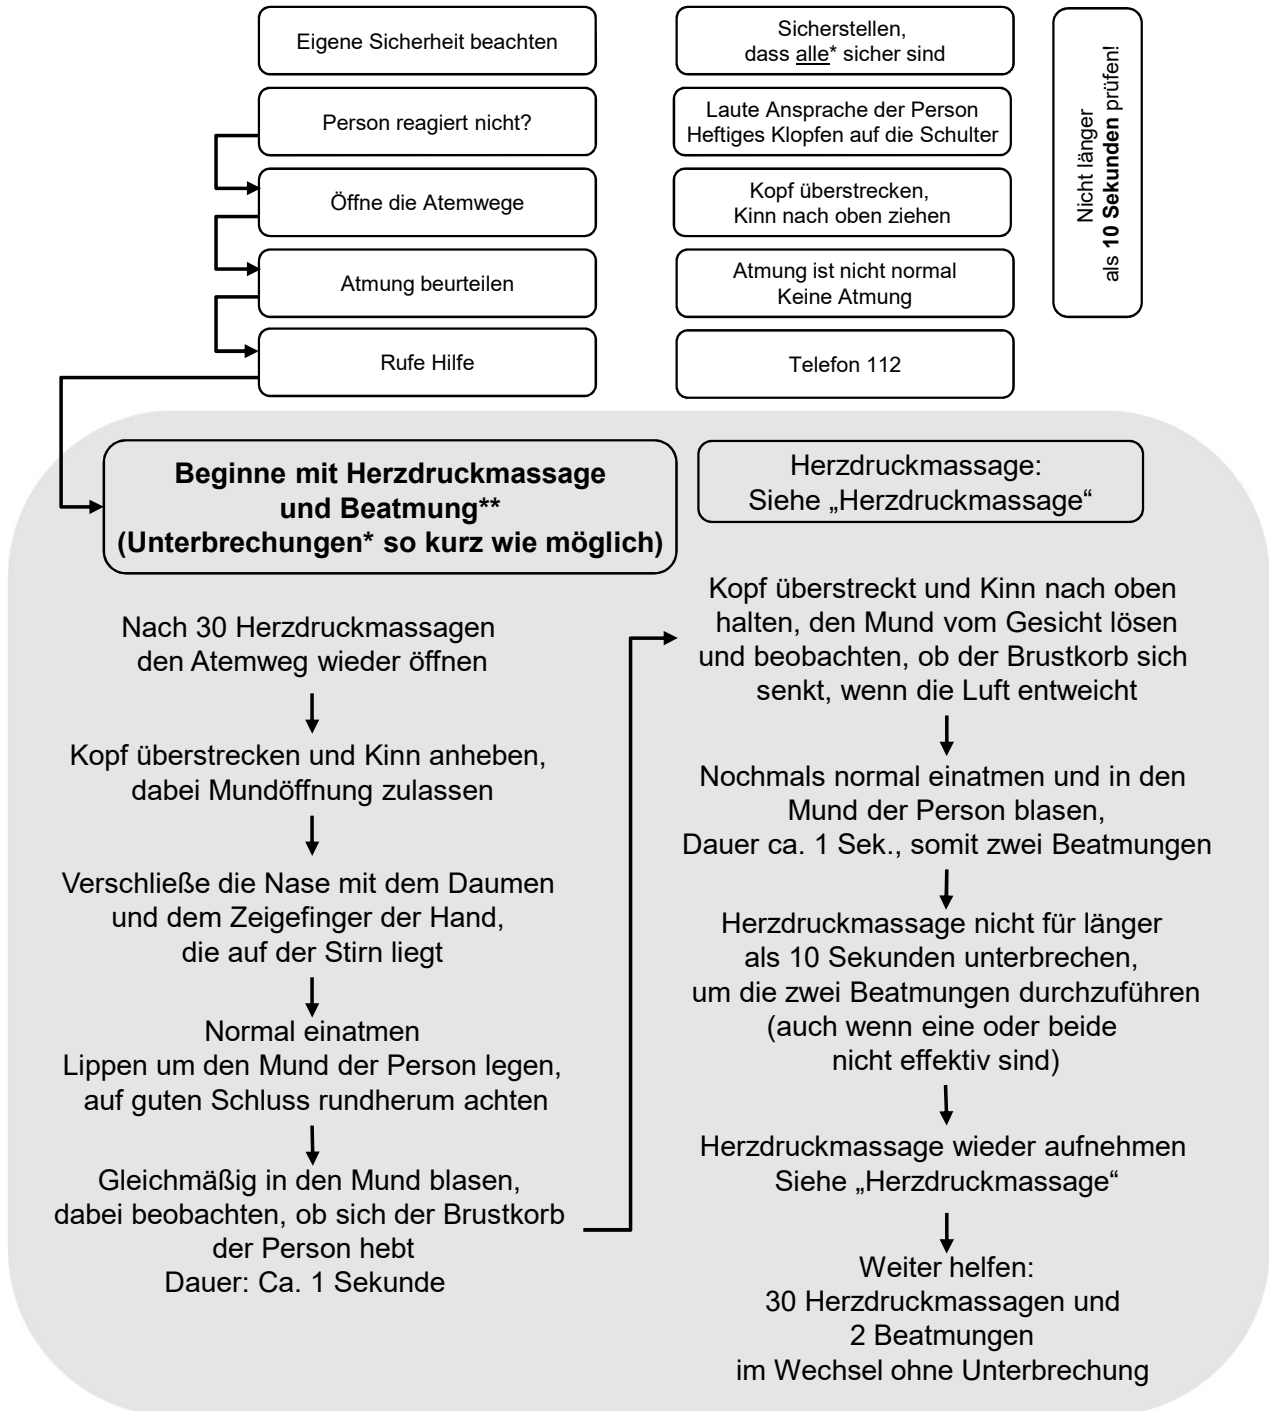 Eigene Sicherheit beachten
Sicherstellen,
dass alle* sicher sind
Person reagiert nicht?
Laute Ansprache der Person
Heftiges Klopfen auf die Schulter
Öffne die Atemwege
Kopf überstrecken,
Kinn nach oben ziehen
Atmung beurteilen
Atmung ist nicht normal
Keine Atmung
Rufe Hilfe
Telefon 112
Nicht länger
als 10 Sekunden prüfen!
Beginne mit Herzdruckmassage
und Beatmung**
(Unterbrechungen* so kurz wie möglich)
Herzdruckmassage:
Siehe „Herzdruckmassage“
Nach 30 Herzdruckmassagen
den Atemweg wieder öffnen
Kopf überstrecken und Kinn anheben,
dabei Mundöffnung zulassen
Verschließe die Nase mit dem Daumen
und dem Zeigefinger der Hand,
die auf der Stirn liegt
Normal einatmen
Lippen um den Mund der Person legen,
auf guten Schluss rundherum achten
Gleichmäßig in den Mund blasen,
dabei beobachten, ob sich der Brustkorb
der Person hebt
Dauer: Ca. 1 Sekunde
Kopf überstreckt und Kinn nach oben
halten, den Mund vom Gesicht lösen
und beobachten, ob der Brustkorb sich
senkt, wenn die Luft entweicht
Nochmals normal einatmen und in den
Mund der Person blasen,
Dauer ca. 1 Sek., somit zwei Beatmungen
Herzdruckmassage nicht für länger
als 10 Sekunden unterbrechen,
um die zwei Beatmungen durchzuführen
(auch wenn eine oder beide
nicht effektiv sind)
Herzdruckmassage wieder aufnehmen
Siehe „Herzdruckmassage“
Weiter helfen:
30 Herzdruckmassagen und
2 Beatmungen
im Wechsel ohne Unterbrechung